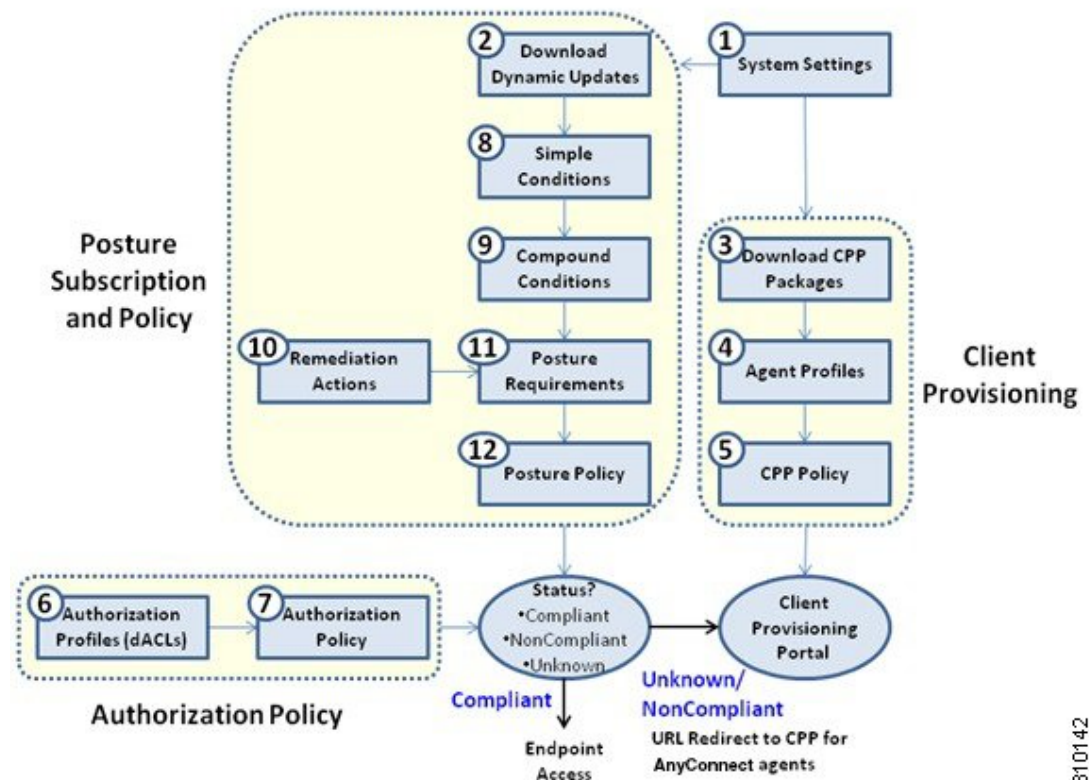 2
Download
Dynamic Updates
1
System Settings
8
Simple
Conditions
Posture
Subscription
and Policy
9
Compound
Conditions
3
Download CPP
Packages
10
Remediation
Actions
11
Posture
Requirements
4
Agent Profiles
Client
Provisioning
12
Posture Policy
5
CPP Policy
6
Authorization
Profiles (dACLs)
7
Authorization
Policy
Status?
•Compliant
•NonCompliant
•Unknown
Client
Provisioning
Portal
Authorization Policy
Compliant
Unknown/
NonCompliant
URL Redirect to CPP for
AnyConnect agents
Endpoint
Access
310142